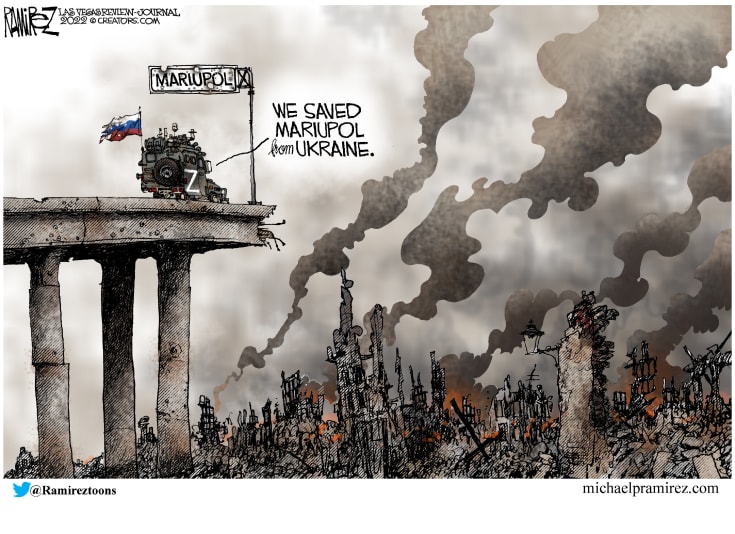 RAMIREZ
LAS VEGAS REVIEW-JOURNAL
2022 © CREATORS.COM
MARIUPOL X
WE SAVED
MARIUPOL
from UKRAINE.
Z
@Ramireztoons
michaelpramirez.com